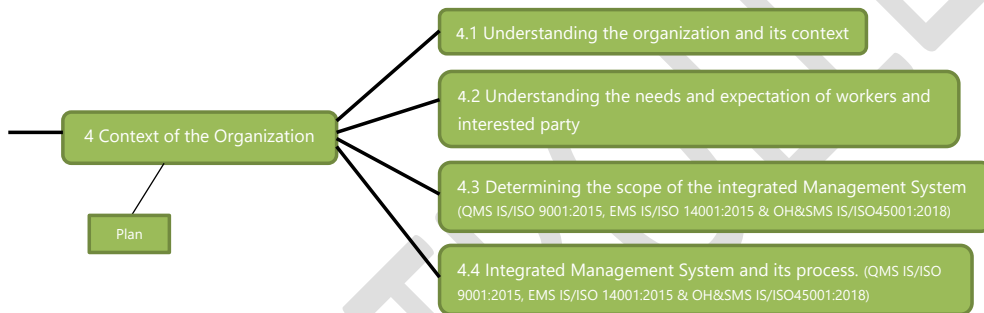 4.1 Understanding the organization and its context
4.2 Understanding the needs and expectation of workers and
interested party
4 Context of the Organization
4.3 Determining the scope of the integrated Management System
(QMS IS/ISO 9001:2015, EMS IS/ISO 14001:2015 & OH&SMS IS/ISO45001:2018)
Plan
4.4 Integrated Management System and its process. (QMS IS/ISO
9001:2015, EMS IS/ISO 14001:2015 & OH&SMS IS/ISO45001:2018)